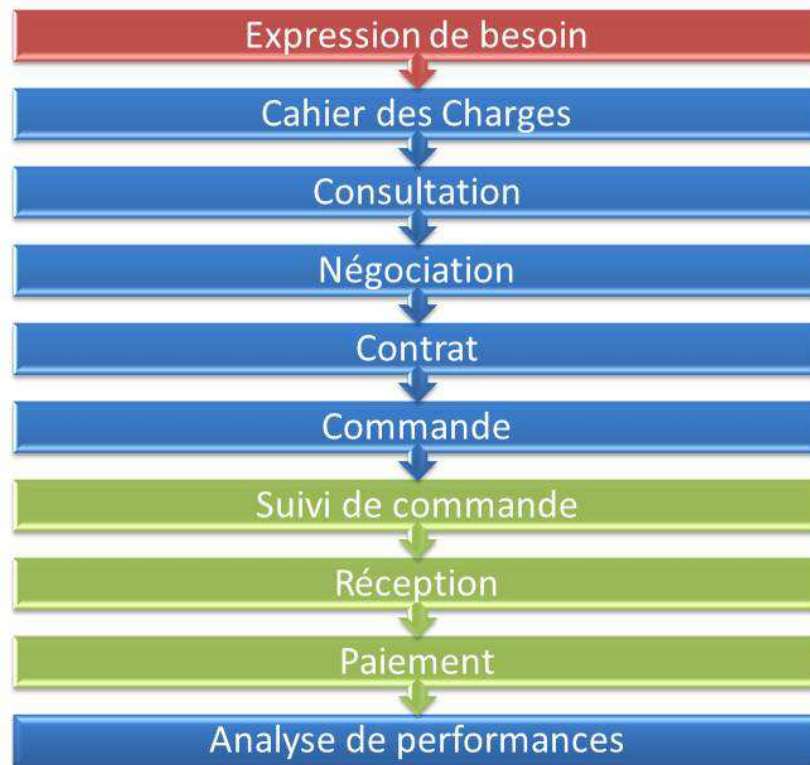 Expression de besoin
Cahier des Charges
Consultation
Négociation
Contrat
Commande
Suivi de commande
Réception
Paiement
Analyse de performances